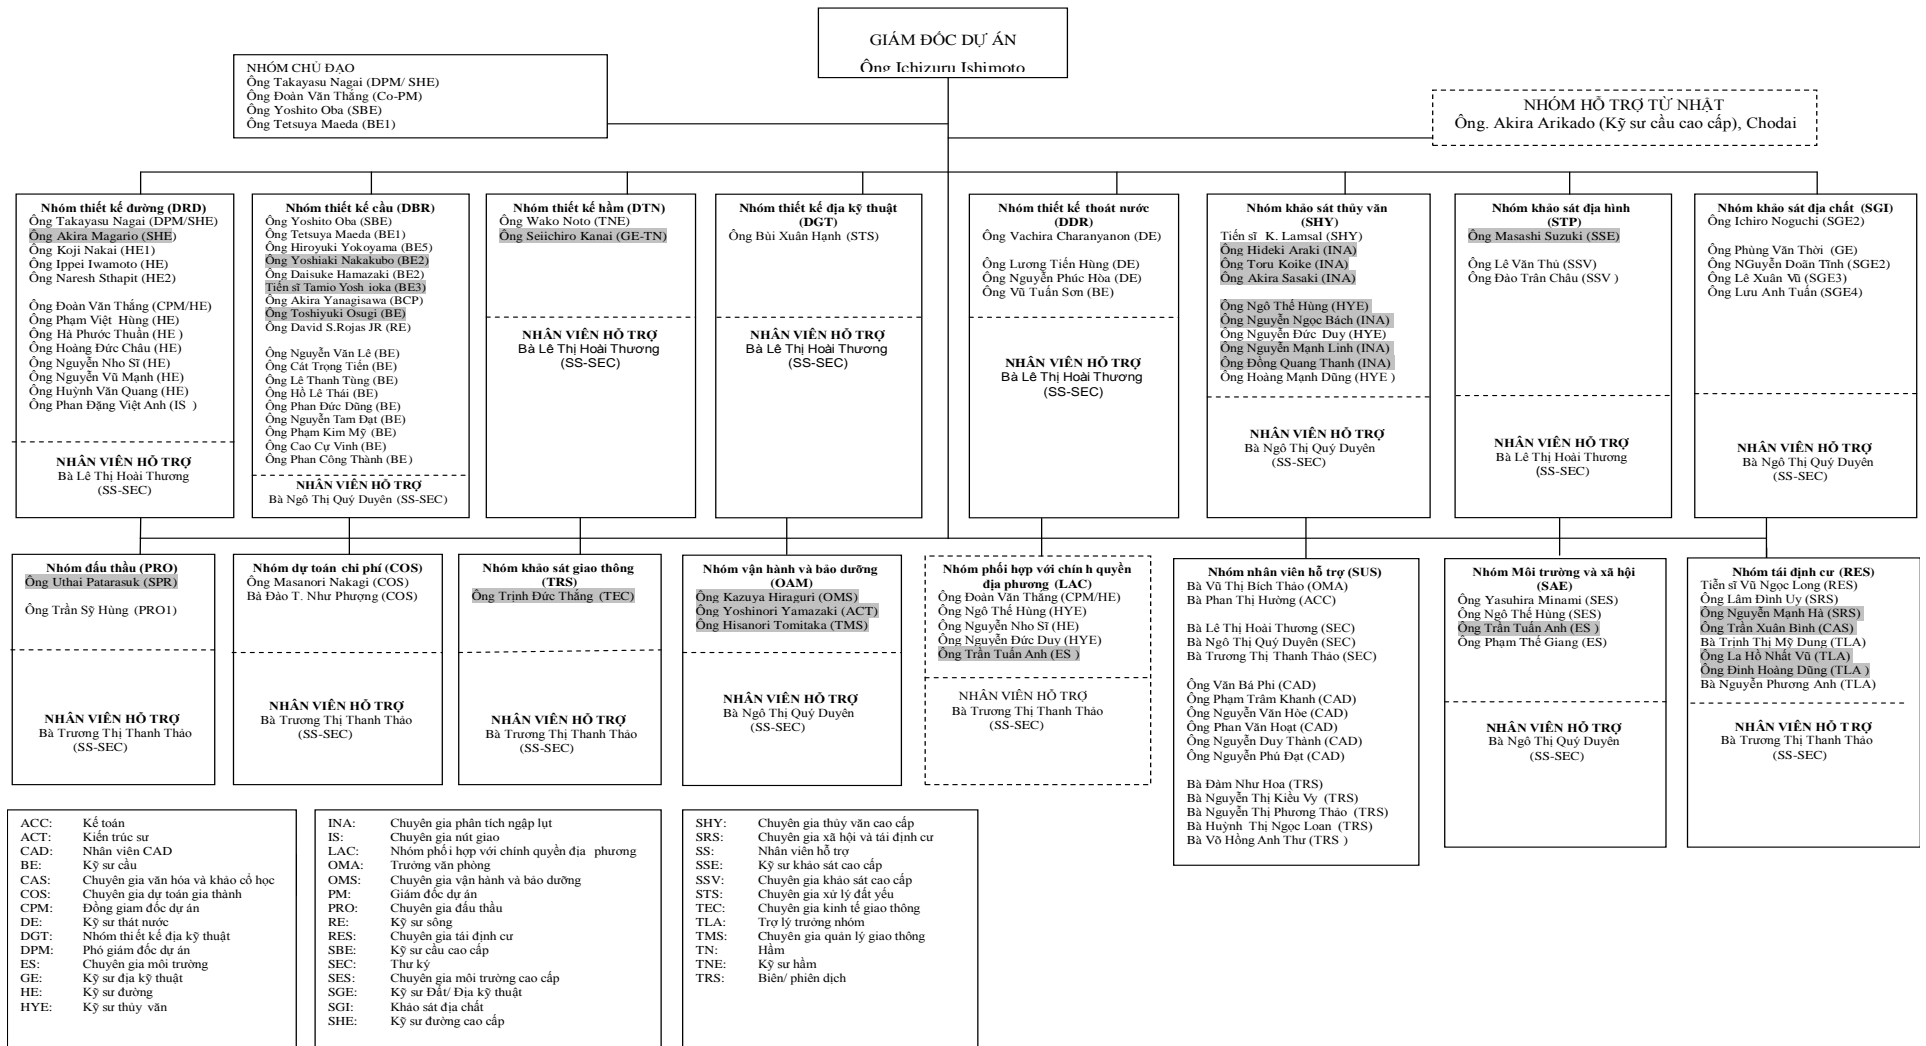 GIÁM ĐỐC DỰ ÁN
Ông Ichizuru Ishimoto
NHÓM CHỦ ĐẠO
Ông Takayasu Nagai (DPM/ SHE)
Ông Đoàn Văn Thắng (Co-PM)
Ông Yoshito Oba (SBE)
Ông Tetsuya Maeda (BE1)
NHÓM HỖ TRỢ TỪ NHẬT
Ông. Akira Arikado (Kỹ sư cầu cao cấp), Chodai
Nhóm thiết kế đường (DRD)
Ông Takayasu Nagai (DPM/SHE)
Ông Akira Magario (SHE)
Ông Koji Nakai (HE1)
Ông Ippei Iwamoto (HE)
Ông Naresh Sthapit (HE2)
Ông Đoàn Văn Thắng (CPM/HE)
Ông Phạm Việt Hùng (HE)
Ông Hà Phước Thuần (HE )
Ông Hoàng Đức Châu (HE)
Ông Nguyễn Nho Sĩ (HE)
Ông Nguyễn Vũ Mạnh (HE)
Ông Huỳnh Văn Quang (HE)
Ông Phan Đặng Việt Anh (IS )
NHÂN VIÊN HỖ TRỢ
Bà Lê Thị Hoài Thương
(SS-SEC)
Nhóm thiết kế cầu (DBR)
Ông Yoshito Oba (SBE)
Ông Tetsuya Maeda (BE1)
Ông Hiroyuki Yokoyama (BE5)
Ông Yoshiaki Nakakubo (BE2)
Ông Daisuke Hamazaki (BE2)
Tiến sĩ Tamio Yosh ioka (BE3)
Ông Akira Yanagisawa (BCP)
Ông Toshiyuki Osugi (BE)
Ông David S.Rojas JR (RE)
Ông Nguyễn Văn Lê (BE)
Ông Cát Trọng Tiến (BE)
Ông Lê Thanh Tùng (BE)
Ông Hồ Lê Thái (BE)
Ông Phan Đức Dũng (BE)
Ông Nguyễn Tam Đạt (BE)
Ông Phạm Kim Mỹ (BE)
Ông Cao Cự Vinh (BE)
Ông Phan Công Thành (BE )
NHÂN VIÊN HỖ TRỢ
Bà Ngô Thị Quý Duyên (SS-SEC)
Nhóm thiết kế hầm (DTN)
Ông Wako Noto (TNE)
Ông Seiichiro Kanai (GE-TN)
NHÂN VIÊN HỖ TRỢ
Bà Lê Thị Hoài Thương
(SS-SEC)
Nhóm thiết kế địa kỹ thuật
(DGT)
Ông Bùi Xuân Hạnh (STS)
NHÂN VIÊN HỖ TRỢ
Bà Lê Thị Hoài Thương
(SS-SEC)
Nhóm thiết kế thoát nước
(DDR)
Ông Vachira Charanyanon (DE)
Ông Lương Tiến Hùng (DE)
Ông Nguyễn Phúc Hòa (DE)
Ông Vũ Tuấn Sơn (BE)
NHÂN VIÊN HỖ TRỢ
Bà Lê Thị Hoài Thương
(SS-SEC)
Nhóm khảo sát thủy văn
(SHY)
Tiến sĩ K. Lamsal (SHY)
Ông Hideki Araki (INA)
Ông Toru Koike (INA)
Ông Akira Sasaki (INA)
Ông Ngô Thế Hùng (HYE)
Ông Nguyễn Ngọc Bách (INA)
Ông Nguyễn Đức Duy (HYE)
Ông Nguyễn Mạnh Linh (INA)
Ông Đồng Quang Thanh (INA)
Ông Hoàng Mạnh Dũng (HYE )
NHÂN VIÊN HỖ TRỢ
Bà Ngô Thị Quý Duyên
(SS-SEC)
Nhóm khảo sát địa hình
(STP)
Ông Masashi Suzuki (SSE)
Ông Lê Văn Thủ (SSV)
Ông Đào Trân Châu (SSV )
NHÂN VIÊN HỖ TRỢ
Bà Lê Thị Hoài Thương
(SS-SEC)
Nhóm khảo sát địa chất (SGI)
Ông Ichiro Noguchi (SGE2)
Ông Phùng Văn Thời (GE)
Ông NGuyễn Doãn Tĩnh (SGE2)
Ông Lê Xuân Vũ (SGE3)
Ông Lưu Anh Tuấn (SGE4)
NHÂN VIÊN HỖ TRỢ
Bà Ngô Thị Quý Duyên
(SS-SEC)
Nhóm đấu thầu (PRO)
Ông Uthai Patarasuk (SPR)
Ông Trần Sỹ Hùng (PRO1)
NHÂN VIÊN HỖ TRỢ
Bà Trương Thị Thanh Thảo
(SS-SEC)
Nhóm dự toán chi phí (COS)
Ông Masanori Nakagi (COS)
Bà Đào T. Như Phượng (COS)
NHÂN VIÊN HỖ TRỢ
Bà Trương Thị Thanh Thảo
(SS-SEC)
Nhóm khảo sát giao thông
(TRS)
Ông Trịnh Đức Thắng (TEC)
NHÂN VIÊN HỖ TRỢ
Bà Trương Thị Thanh Thảo
(SS-SEC)
Nhóm vận hành và bảo dưỡng
(OAM)
Ông Kazuya Hiraguri (OMS)
Ông Yoshinori Yamazaki (ACT)
Ông Hisanori Tomitaka (TMS)
NHÂN VIÊN HỖ TRỢ
Bà Ngô Thị Quý Duyên
(SS-SEC)
Nhóm phối hợp với chính h quyền
địa phương (LAC)
Ông Đoàn Văn Thắng (CPM/HE)
Ông Ngô Thế Hùng (HYE)
Ông Nguyễn Nho Sĩ (HE)
Ông Nguyễn Đức Duy (HYE)
Ông Trần Tuấn Anh (ES )
NHÂN VIÊN HỖ TRỢ
Bà Trương Thị Thanh Thảo
(SS-SEC)
Nhóm nhân viên hỗ trợ (SUS)
Bà Vũ Thị Bích Thảo (OMA)
Bà Phan Thị Hường (ACC)
Bà Lê Thị Hoài Thương (SEC)
Bà Ngô Thị Quý Duyên (SEC)
Bà Trương Thị Thanh Thảo (SEC)
Ông Văn Bá Phi (CAD)
Ông Phạm Trâm Khanh (CAD)
Ông Nguyễn Văn Hòe (CAD)
Ông Phan Văn Hoạt (CAD)
Ông Nguyễn Duy Thành (CAD)
Ông Nguyễn Phú Đạt (CAD)
Bà Đàm Như Hoa (TRS)
Bà Nguyễn Thị Kiều Vy (TRS)
Bà Nguyễn Thị Phương Thảo (TRS)
Bà Huỳnh Thị Ngọc Loan (TRS)
Bà Võ Hồng Anh Thư (TRS )
Nhóm Môi trường và xã hội
(SAE)
Ông Yasuhira Minami (SES)
Ông Ngô Thế Hùng (SES)
Ông Trần Tuấn Anh (ES )
Ông Phạm Thế Giang (ES)
NHÂN VIÊN HỖ TRỢ
Bà Ngô Thị Quý Duyên
(SS-SEC)
Nhóm tái định cư (RES)
Tiến sĩ Vũ Ngọc Long (RES)
Ông Lâm Đình Uy (SRS)
Ông Nguyễn Mạnh Hà (SRS)
Ông Trần Xuân Bình (CAS)
Bà Trịnh Thị Mỹ Dung (TLA)
Ông La Hồ Nhất Vũ (TLA)
Ông Đinh Hoàng Dũng (TLA )
Bà Nguyễn Phương Anh (TLA)
NHÂN VIÊN HỖ TRỢ
Bà Trương Thị Thanh Thảo
(SS-SEC)
ACC: Kế toán
ACT: Kiến trúc sư
CAD: Nhân viên CAD
BE: Kỹ sư cầu
CAS: Chuyên gia văn hóa và khảo cổ học
COS: Chuyên gia dự toán gia thành
CPM: Đồng giam đốc dự án
DE: Kỹ sư thát nước
DGT: Nhóm thiết kế địa kỹ thuật
DPM: Phó giám đốc dự án
ES: Chuyên gia môi trường
GE: Kỹ sư địa kỹ thuật
HE: Kỹ sư đường
HYE: Kỹ sư thủy văn
INA: Chuyên gia phân tích ngập lụt
IS: Chuyên gia nút giao
LAC: Nhóm phối hợp với chính quyền địa phương
OMA: Trưởng văn phòng
OMS: Chuyên gia vận hành và bảo dưỡng
PM: Giám đốc dự án
PRO: Chuyên gia đấu thầu
RE: Kỹ sư sông
RES: Chuyên gia tái định cư
SBE: Kỹ sư cầu cao cấp
SEC: Thư ký
SES: Chuyên gia môi trường cao cấp
SGE: Kỹ sư Đất/ Địa kỹ thuật
SGI: Khảo sát địa chất
SHE: Kỹ sư đường cao cấp
SHY: Chuyên gia thủy văn cao cấp
SRS: Chuyên gia xã hội và tái định cư
SS: Nhân viên hỗ trợ
SSE: Kỹ sư khảo sát cao cấp
SSV: Chuyên gia khảo sát cao cấp
STS: Chuyên gia xử lý đất yếu
TEC: Chuyên gia kinh tế giao thông
TLA: Trợ lý trưởng nhóm
TMS: Chuyên gia quản lý giao thông
TN: Hầm
TNE: Kỹ sư hầm
TRS: Biên/ phiên dịch